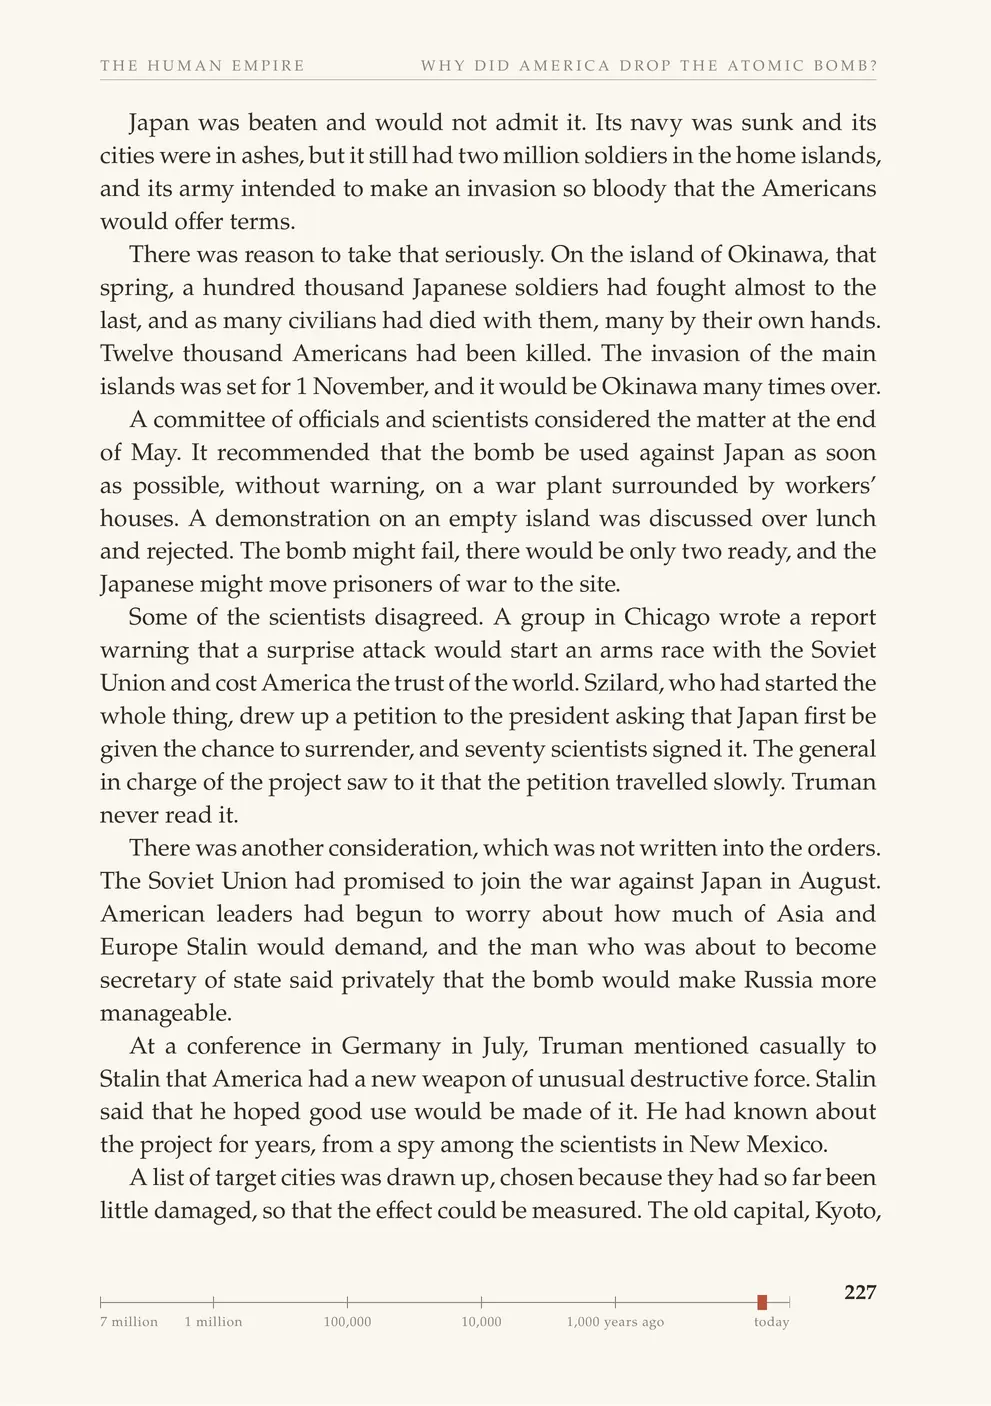 THE HUMAN EMPIRE
WHY DID AMERICA DROP THE ATOMIC BOMB?
Japan was beaten and would not admit it. Its navy was sunk and its
cities were in ashes, but it still had two million soldiers in the home islands,
and its army intended to make an invasion so bloody that the Americans
would offer terms.
There was reason to take that seriously. On the island of Okinawa, that
spring, a hundred thousand Japanese soldiers had fought almost to the
last, and as many civilians had died with them, many by their own hands.
Twelve thousand Americans had been killed. The invasion of the main
islands was set for 1 November, and it would be Okinawa many times over.
A committee of officials and scientists considered the matter at the end
of May. It recommended that the bomb be used against Japan as soon
as possible, without warning, on a war plant surrounded by workers’
houses. A demonstration on an empty island was discussed over lunch
and rejected. The bomb might fail, there would be only two ready, and the
Japanese might move prisoners of war to the site.
Some of the scientists disagreed. A group in Chicago wrote a report
warning that a surprise attack would start an arms race with the Soviet
Union and cost America the trust of the world. Szilard, who had started the
whole thing, drew up a petition to the president asking that Japan first be
given the chance to surrender, and seventy scientists signed it. The general
in charge of the project saw to it that the petition travelled slowly. Truman
never read it.
There was another consideration, which was not written into the orders.
The Soviet Union had promised to join the war against Japan in August.
American leaders had begun to worry about how much of Asia and
Europe Stalin would demand, and the man who was about to become
secretary of state said privately that the bomb would make Russia more
manageable.
At a conference in Germany in July, Truman mentioned casually to
Stalin that America had a new weapon of unusual destructive force. Stalin
said that he hoped good use would be made of it. He had known about
the project for years, from a spy among the scientists in New Mexico.
A list of target cities was drawn up, chosen because they had so far been
little damaged, so that the effect could be measured. The old capital, Kyoto,
227
7 million 1 million 100,000 10,000 1,000 years ago today